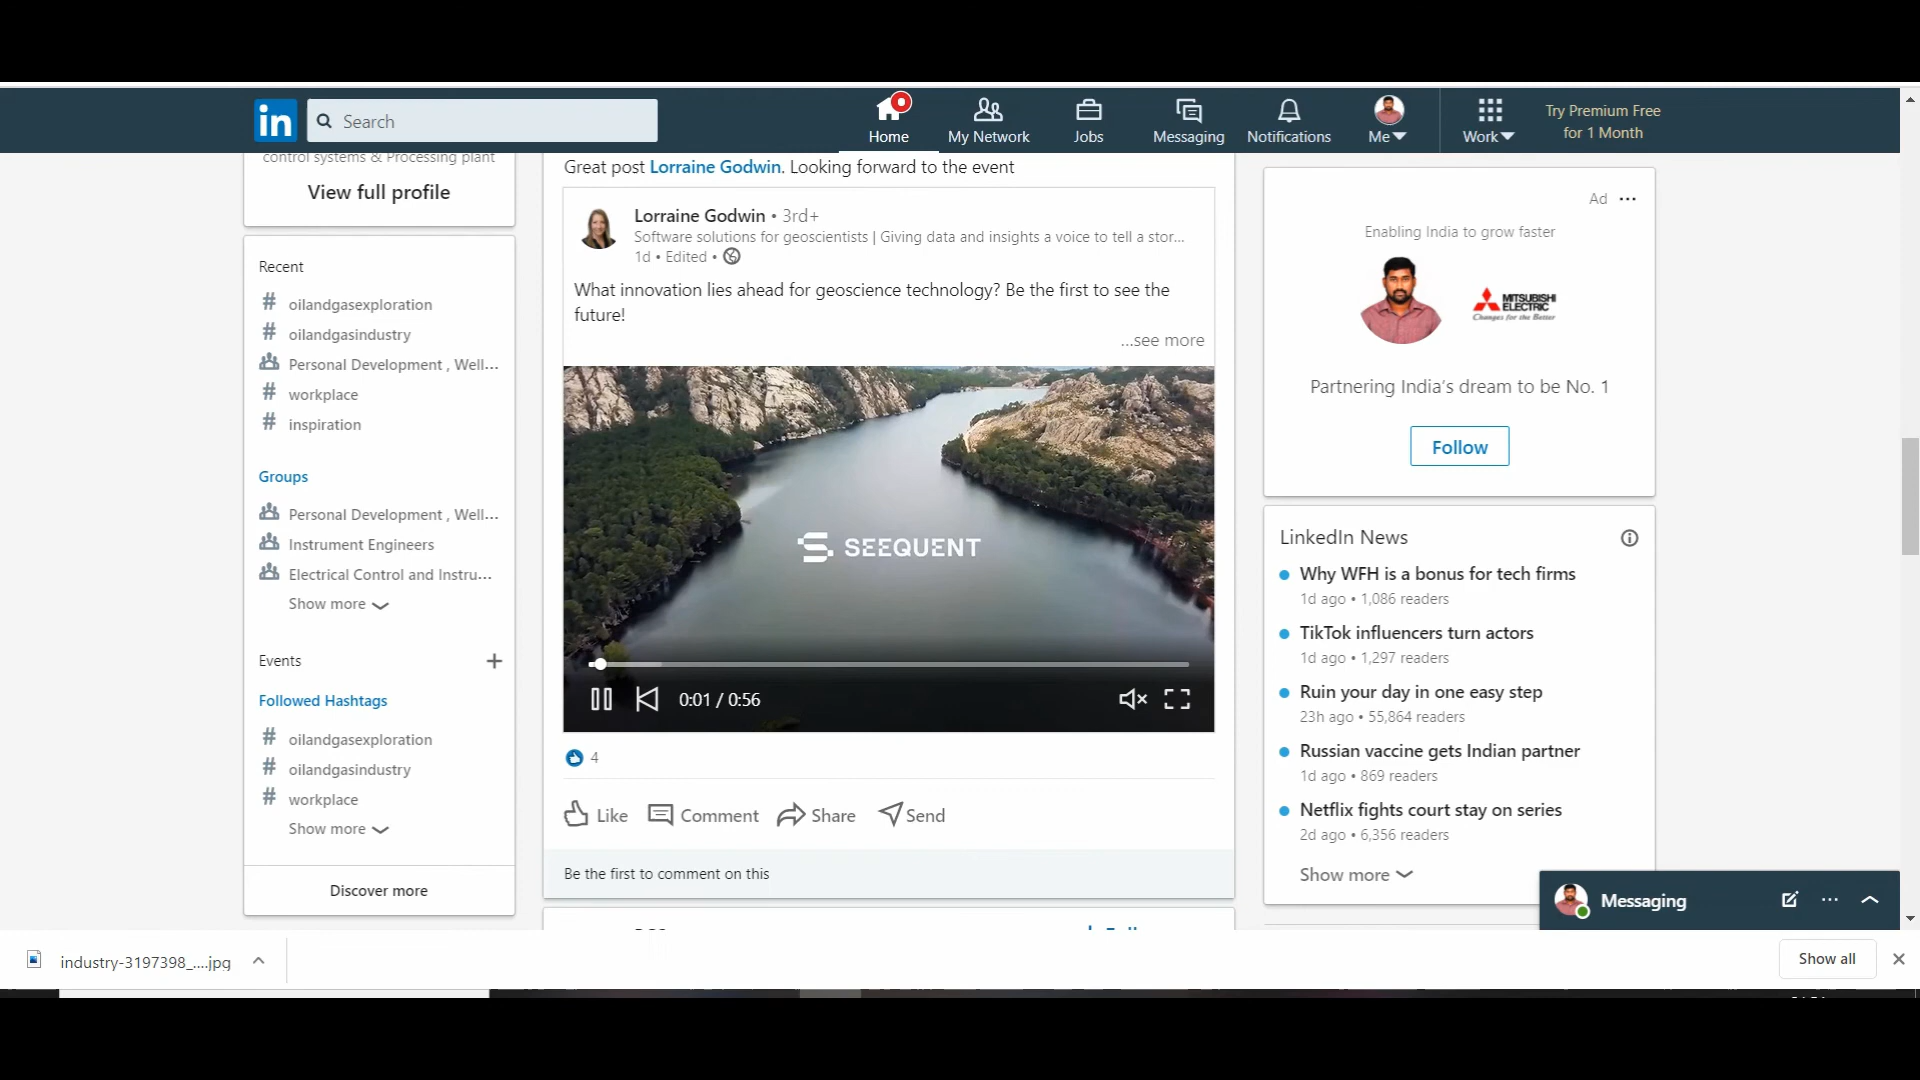 in
Search
Home
My Network
Jobs
Messaging
Notifications
Me
Work
Try Premium Free
for 1 Month
control systems & Processing plant
View full profile
Recent
# oilandgasexploration
# oilandgasindustry
Personal Development , Well...
# workplace
# inspiration
Groups
Personal Development , Well...
Instrument Engineers
Electrical Control and Instru...
Show more
Events
Followed Hashtags
# oilandgasexploration
# oilandgasindustry
# workplace
Show more
Discover more
Great post Lorraine Godwin. Looking forward to the event
Lorraine Godwin • 3rd+
Software solutions for geoscientists | Giving data and insights a voice to tell a stor...
1d • Edited •
What innovation lies ahead for geoscience technology? Be the first to see the
future!
...see more
SEEQUENT
0:01 / 0:56
4
Like
Comment
Share
Send
Be the first to comment on this
Ad
Enabling India to grow faster
MITSUBISHI
ELECTRIC
Changes for the Better
Partnering India's dream to be No. 1
Follow
LinkedIn News
Why WFH is a bonus for tech firms
1d ago • 1,086 readers
TikTok influencers turn actors
1d ago • 1,297 readers
Ruin your day in one easy step
23h ago • 55,864 readers
Russian vaccine gets Indian partner
1d ago • 869 readers
Netflix fights court stay on series
2d ago • 6,356 readers
Show more
Messaging
industry-3197398_....jpg
Show all